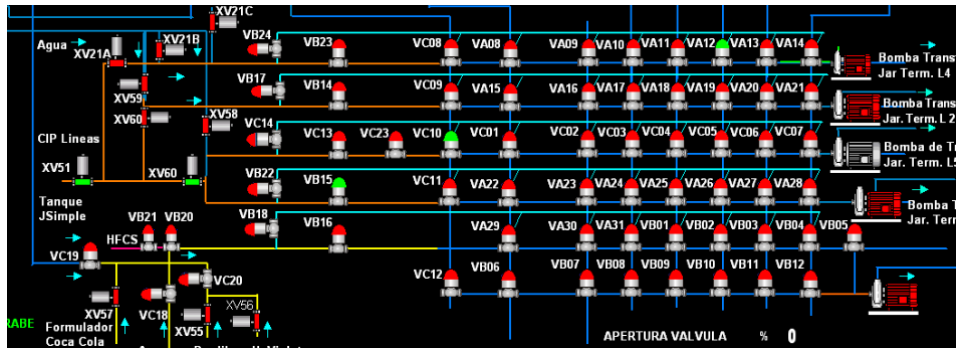 XV21C
Agua
XV21A
XV21B
VB24
VB23
VC08
VA08
VA09
VA10
VA11
VA12
VA13
VA14
Bomba Trans
Jar Term. L4
XV59
VB17
VB14
VC09
VA15
VA16
VA17
VA18
VA19
VA20
VA21
Bomba Trans
Jar. Term. L 2
XV60
XV58
CIP Lineas
VC14
VC13
VC23
VC10
VC01
VC02
VC03
VC04
VC05
VC06
VC07
Bomba de Tr
Jar. Term. L5
XV51
XV60
VB22
VB15
VC11
VA22
VA23
VA24
VA25
VA26
VA27
VA28
Bomba T
Jar. Ter
Tanque
JSimple
VB21
VB20
VB18
VB16
VA29
VA30
VA31
VB01
VB02
VB03
VB04
VB05
HFCS
VC19
VC20
VC12
VB06
VB07
VB08
VB09
VB10
VB11
VB12
XV57
VC18
XV55
XV56
RABE
Formulador
Coca Cola
APERTURA VALVULA % 0